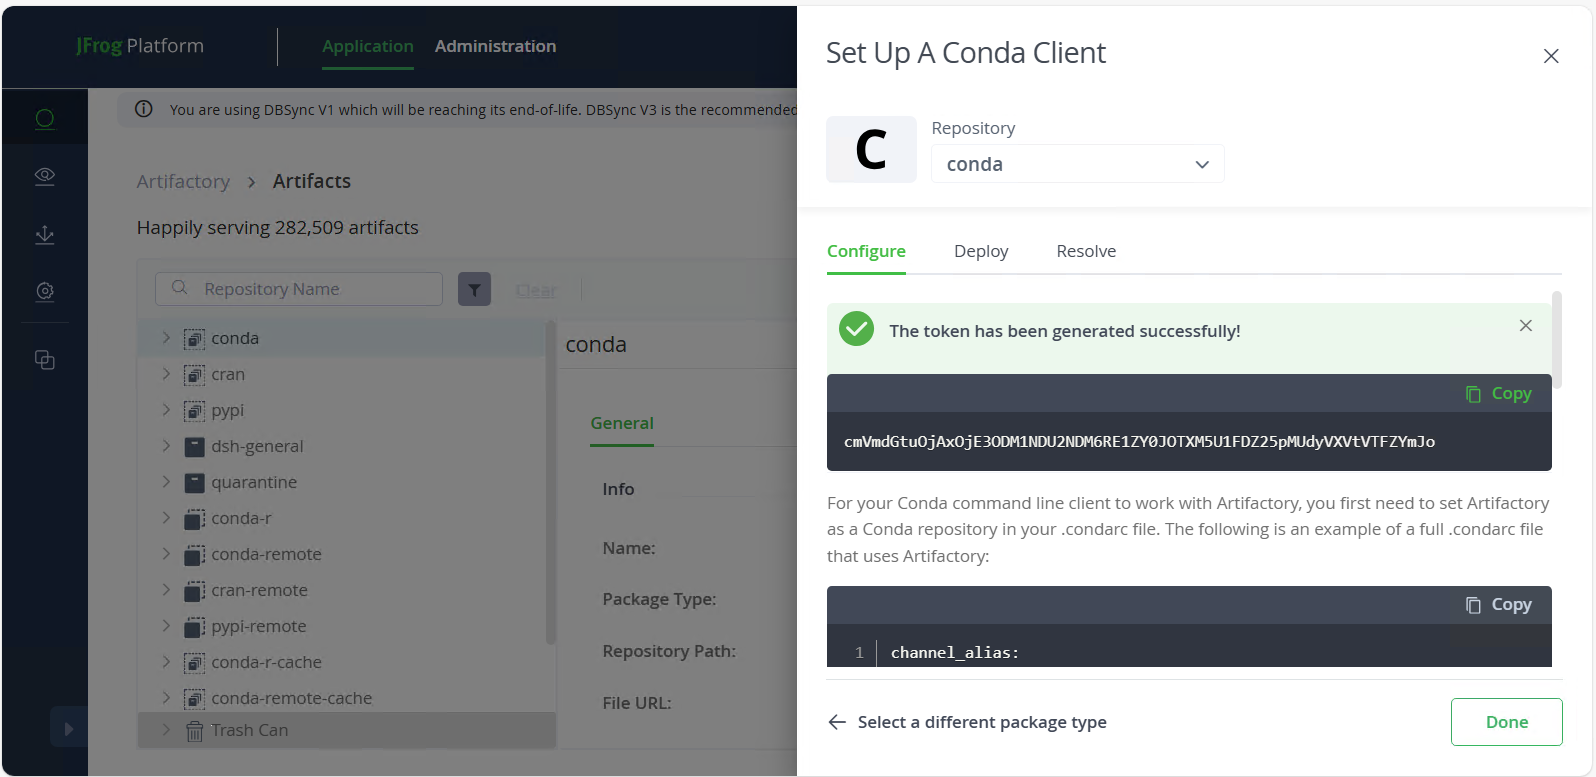 JFrog Platform
Application
Administration
You are using DBSync V1 which will be reaching its end-of-life. DBSync V3 is the recommended
Artifactory > Artifacts
Happily serving 282,509 artifacts
Repository Name
Clear
conda
cran
pypi
dsh-general
quarantine
conda-r
conda-remote
cran-remote
pypi-remote
conda-r-cache
conda-remote-cache
Trash Can
conda
General
Info
Name:
Package Type:
Repository Path:
File URL:
Set Up A Conda Client
C
Repository
conda
Configure
Deploy
Resolve
The token has been generated successfully!
Copy
cmVmdGtuOjAxOjE3ODM1NDU2NDM6RE1ZY0JOTXM5U1FDZ25pMUdyVXVtVTFZYmJo
For your Conda command line client to work with Artifactory, you first need to set Artifactory
as a Conda repository in your .condarc file. The following is an example of a full .condarc file
that uses Artifactory:
Copy
1 channel_alias:
Select a different package type
Done